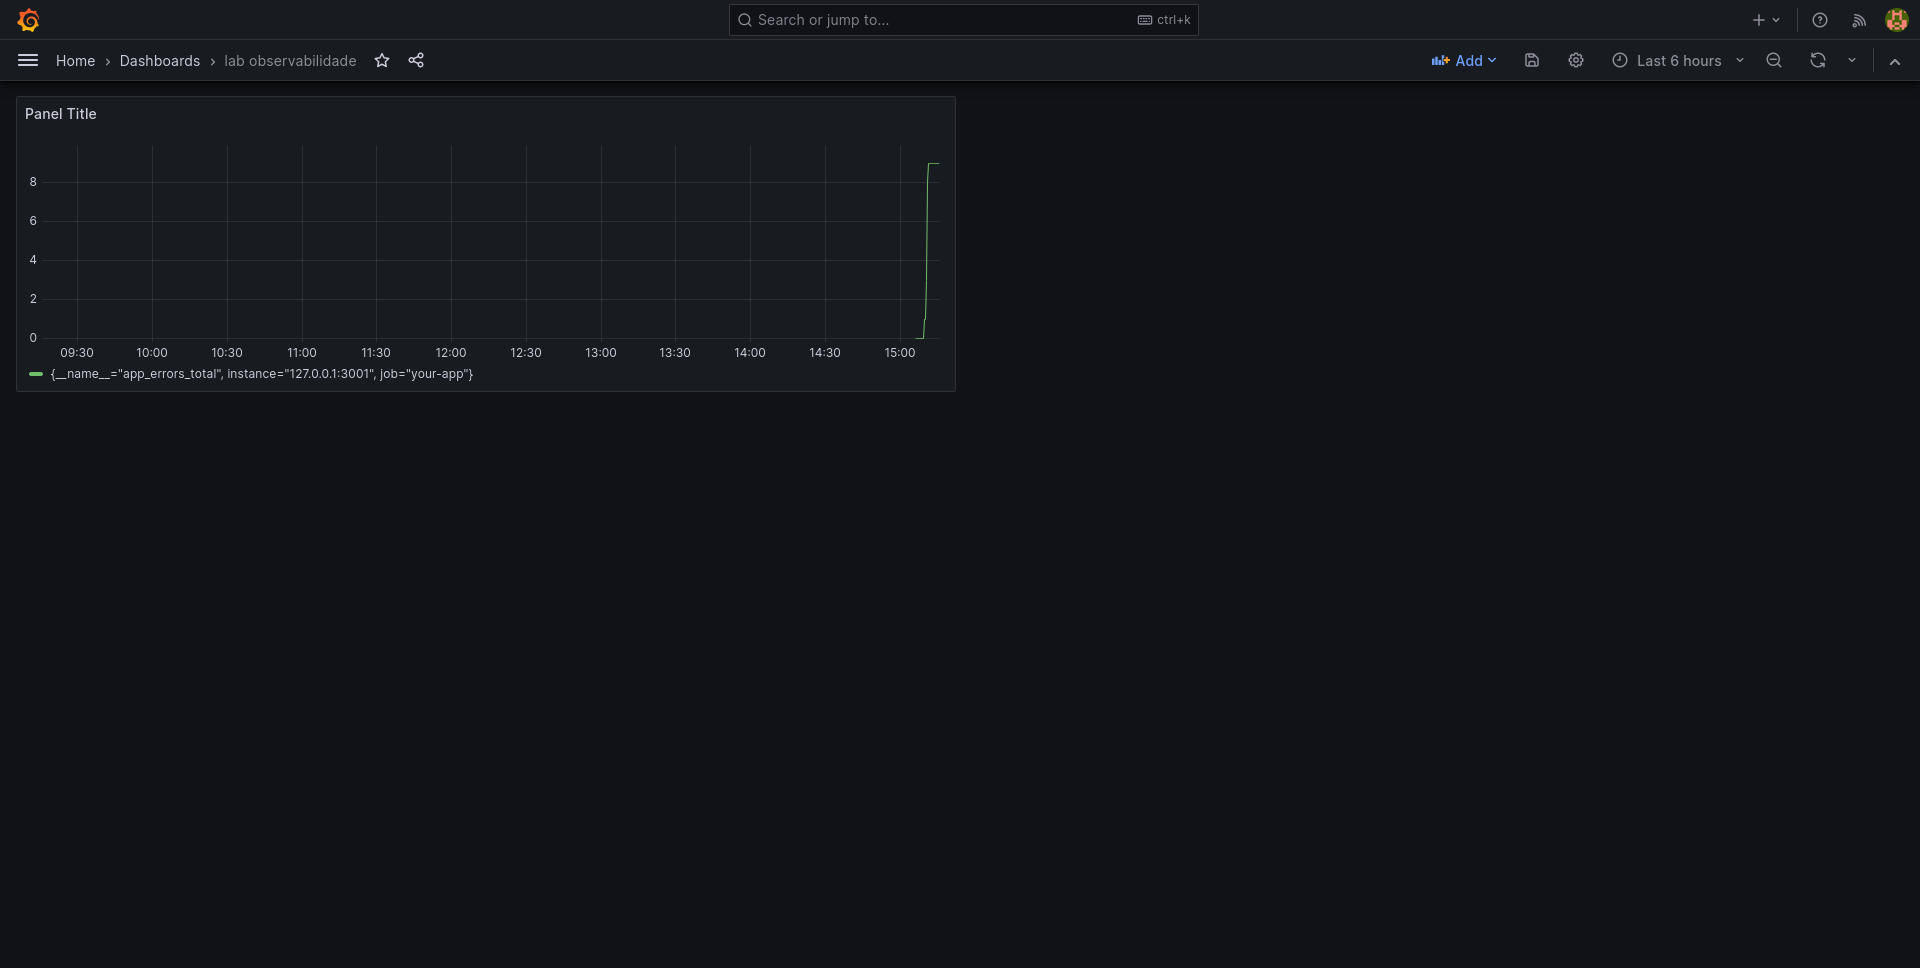 Search or jump to... ctrl+k
Home › Dashboards › lab observabilidade Add Last 6 hours
Panel Title
8
6
4
2
0
09:30 10:00 10:30 11:00 11:30 12:00 12:30 13:00 13:30 14:00 14:30 15:00
{__name__="app_errors_total", instance="127.0.0.1:3001", job="your-app"}